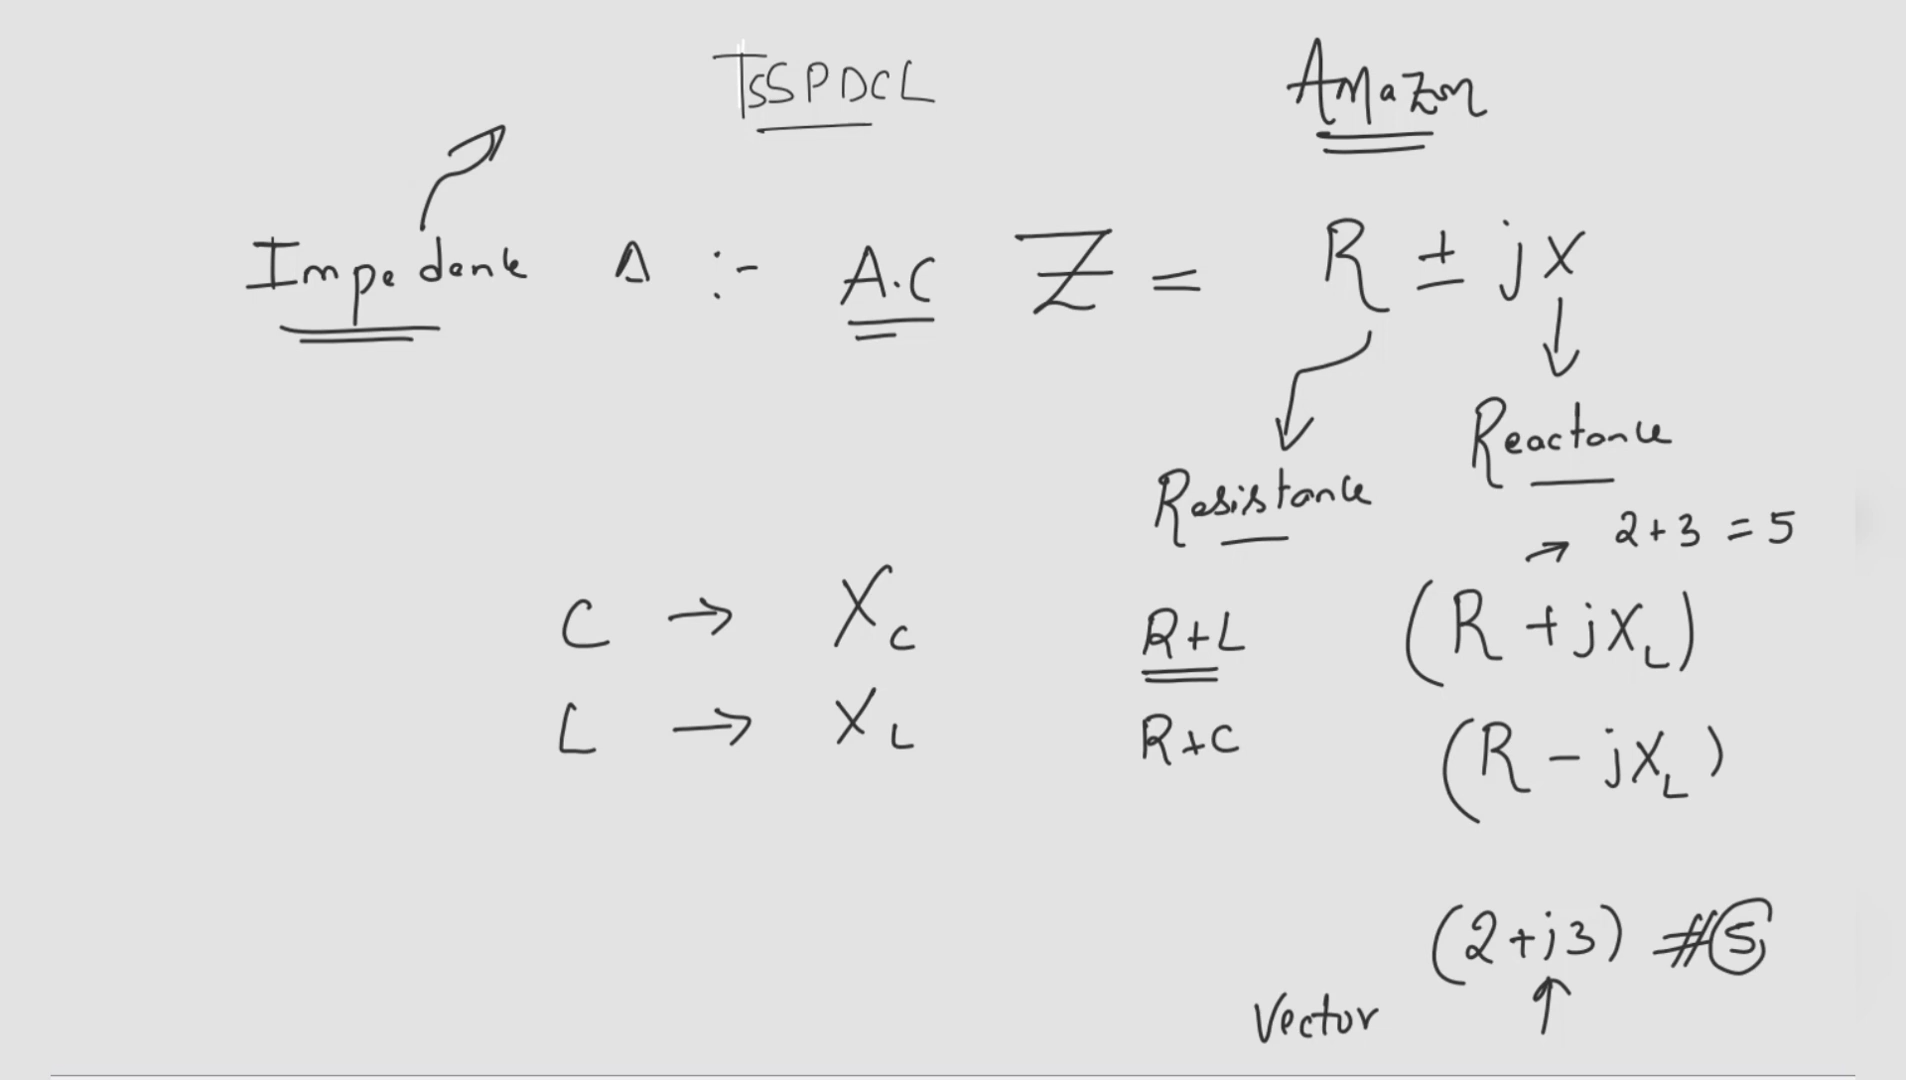 TSSPDCL Amazon
Impedance Δ :- A.C Z = R ± jx
Reactance
Resistance
2+3 = 5
C → Xc R+L (R + jXL)
L → XL R+C (R - jXL)
(2+j3) ≠ 5
Vector